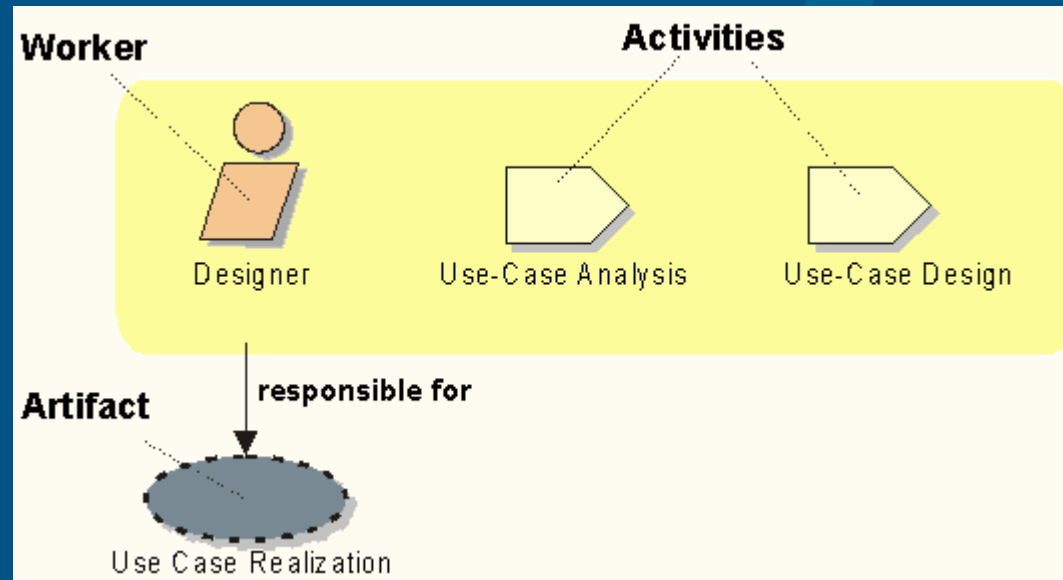 Worker
Activities
Designer
Use-Case Analysis
Use-Case Design
responsible for
Artifact
Use Case Realization